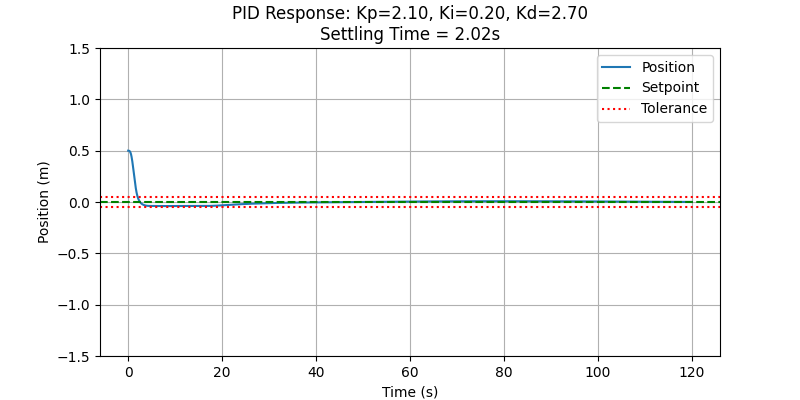 PID Response: Kp=2.10, Ki=0.20, Kd=2.70
Settling Time = 2.02s
1.5
1.0
0.5
0.0
−0.5
−1.0
−1.5
Position (m)
Position
Setpoint
Tolerance
0 20 40 60 80 100 120
Time (s)